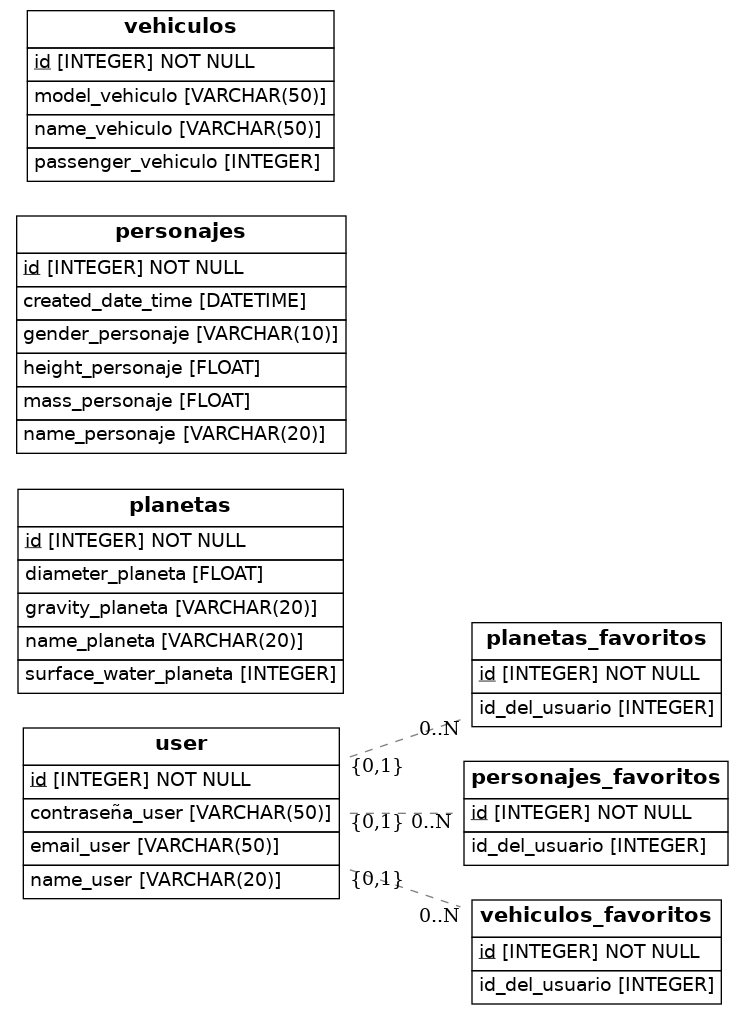 vehiculos
id [INTEGER] NOT NULL
model_vehiculo [VARCHAR(50)]
name_vehiculo [VARCHAR(50)]
passenger_vehiculo [INTEGER]
personajes
id [INTEGER] NOT NULL
created_date_time [DATETIME]
gender_personaje [VARCHAR(10)]
height_personaje [FLOAT]
mass_personaje [FLOAT]
name_personaje [VARCHAR(20)]
planetas
id [INTEGER] NOT NULL
diameter_planeta [FLOAT]
gravity_planeta [VARCHAR(20)]
name_planeta [VARCHAR(20)]
surface_water_planeta [INTEGER]
user
id [INTEGER] NOT NULL
contraseña_user [VARCHAR(50)]
email_user [VARCHAR(50)]
name_user [VARCHAR(20)]
0..N
{0,1}
{0,1} 0..N
{0,1}
0..N
planetas_favoritos
id [INTEGER] NOT NULL
id_del_usuario [INTEGER]
personajes_favoritos
id [INTEGER] NOT NULL
id_del_usuario [INTEGER]
vehiculos_favoritos
id [INTEGER] NOT NULL
id_del_usuario [INTEGER]